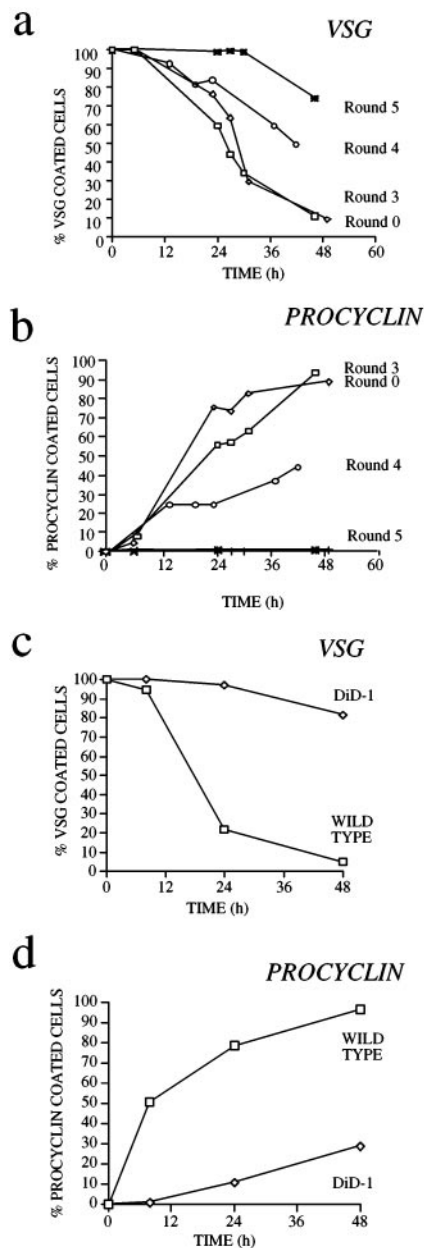 a
VSG
% VSG COATED CELLS
100
90
80
70
60
50
40
30
20
10
0
Round 5
Round 4
Round 3
Round 0
0 12 24 36 48 60
TIME (h)
b
PROCYCLIN
% PROCYCLIN COATED CELLS
100
90
80
70
60
50
40
30
20
10
0
Round 3
Round 0
Round 4
Round 5
0 12 24 36 48 60
TIME (h)
c
VSG
% VSG COATED CELLS
100
90
80
70
60
50
40
30
20
10
0
DiD-1
WILD
TYPE
0 12 24 36 48
TIME (h)
d
PROCYCLIN
% PROCYCLIN COATED CELLS
100
90
80
70
60
50
40
30
20
10
0
WILD
TYPE
DiD-1
0 12 24 36 48
TIME (h)